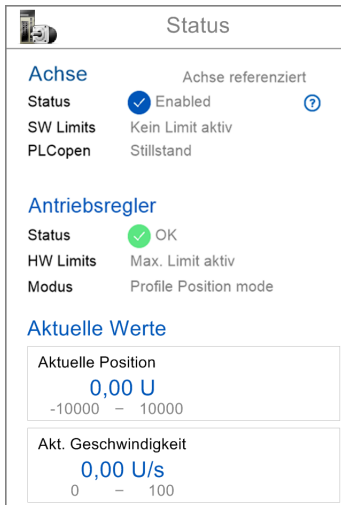 Status
Achse
Achse referenziert
Status Enabled ?
SW Limits Kein Limit aktiv
PLCopen Stillstand
Antriebsregler
Status OK
HW Limits Max. Limit aktiv
Modus Profile Position mode
Aktuelle Werte
Aktuelle Position
0,00 U
-10000 – 10000
Akt. Geschwindigkeit
0,00 U/s
0 – 100